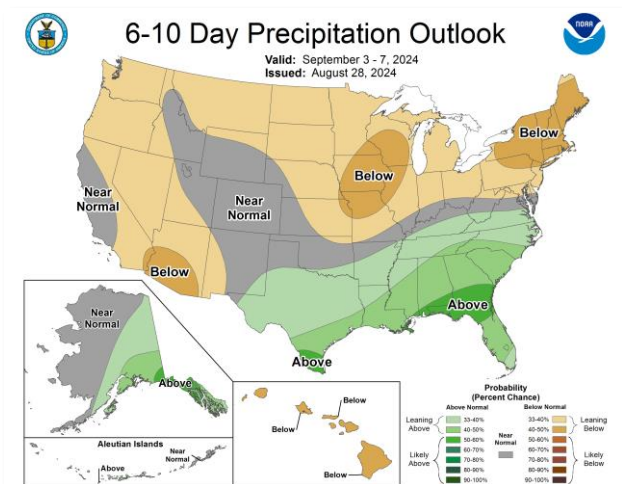 6-10 Day Precipitation Outlook
Valid: September 3 - 7, 2024
Issued: August 28, 2024
NOAA
Below
Below
Near
Normal
Near
Normal
Below
Above
Above
Near
Normal
Above
Aleutian Islands
Near
Normal
Above
Below
Below
Below
Probability
(Percent Chance)
Above Normal
Below Normal
Leaning
Above
33-40%
40-50%
50-60%
60-70%
70-80%
80-90%
90-100%
Likely
Above
Near
Normal
33-40%
40-50%
50-60%
60-70%
70-80%
80-90%
90-100%
Leaning
Below
Likely
Below